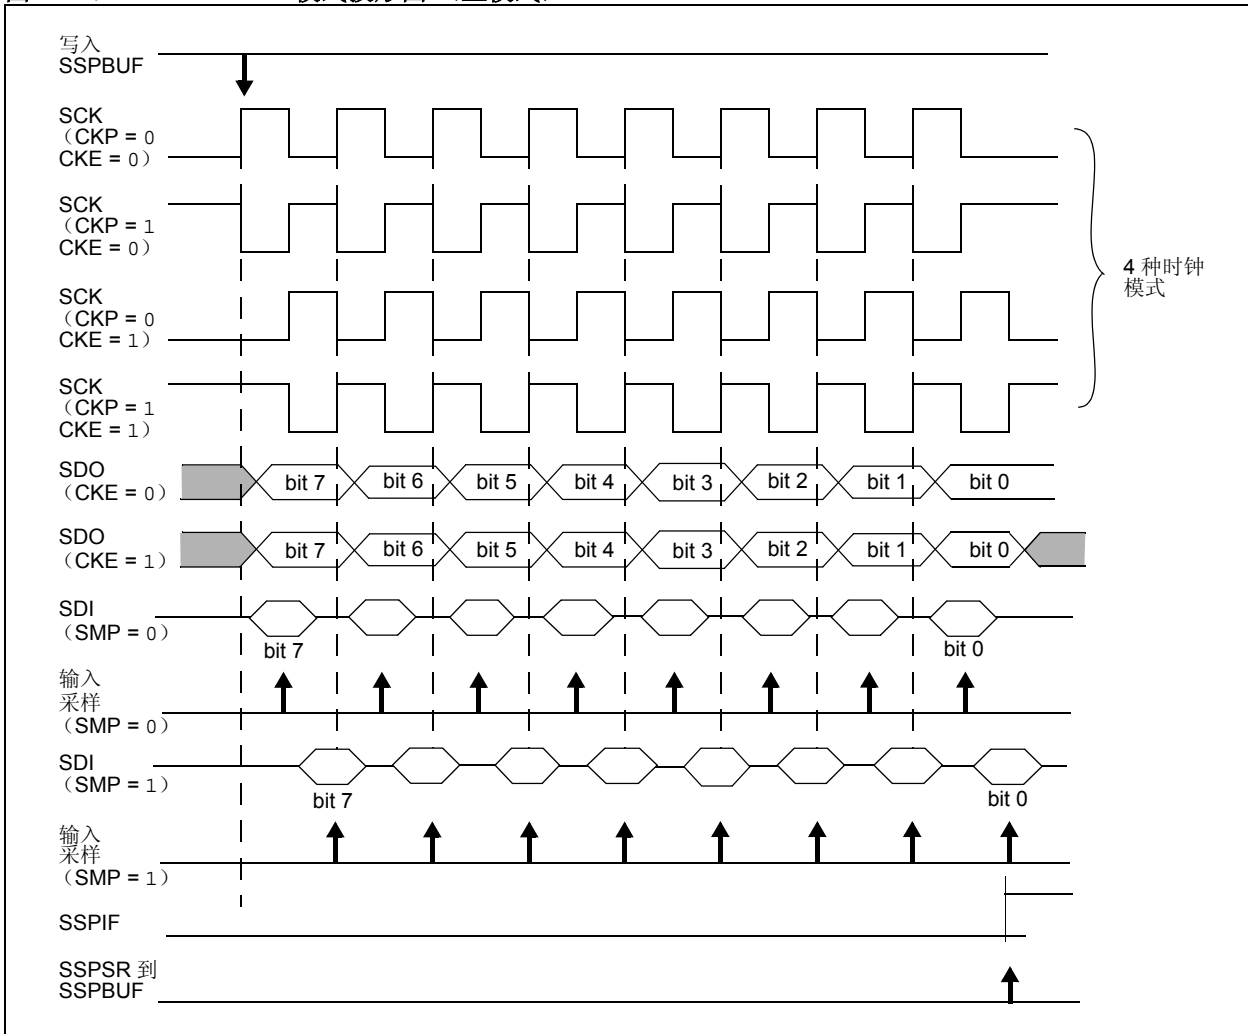 写入
SSPBUF
SCK
（CKP = 0
CKE = 0）
SCK
（CKP = 1
CKE = 0）
SCK
（CKP = 0
CKE = 1）
SCK
（CKP = 1
CKE = 1）
4 种时钟
模式
SDO
（CKE = 0）
bit 7 bit 6 bit 5 bit 4 bit 3 bit 2 bit 1 bit 0
SDO
（CKE = 1）
bit 7 bit 6 bit 5 bit 4 bit 3 bit 2 bit 1 bit 0
SDI
（SMP = 0）
bit 7 bit 0
输入
采样
（SMP = 0）
SDI
（SMP = 1）
bit 7 bit 0
输入
采样
（SMP = 1）
SSPIF
SSPSR 到
SSPBUF